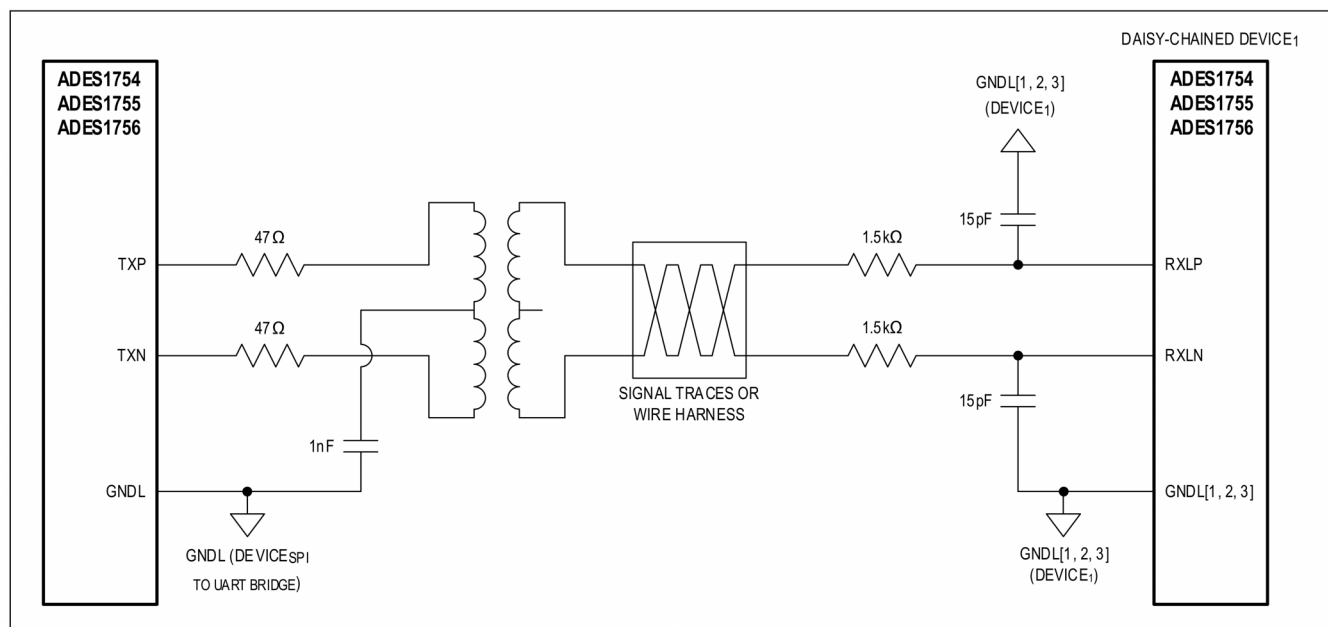 DAISY-CHAINED DEVICE1
ADES1754
ADES1755
ADES1756
GNDL[1, 2, 3]
(DEVICE1)
ADES1754
ADES1755
ADES1756
15pF
47Ω
1.5kΩ
TXP
RXLP
47Ω
1.5kΩ
TXN
RXLN
SIGNAL TRACES OR
WIRE HARNESS
15pF
1nF
GNDL
GNDL[1, 2, 3]
GNDL (DEVICESPI
TO UART BRIDGE)
GNDL[1, 2, 3]
(DEVICE1)